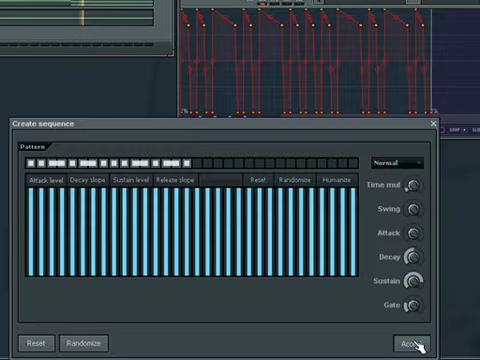 Create sequence
Pattern
Normal
Attack level Decay slope Sustain level Release slope Reset Randomize Humanize
Time mul
Swing
Attack
Decay
Sustain
Gate
Reset Randomize